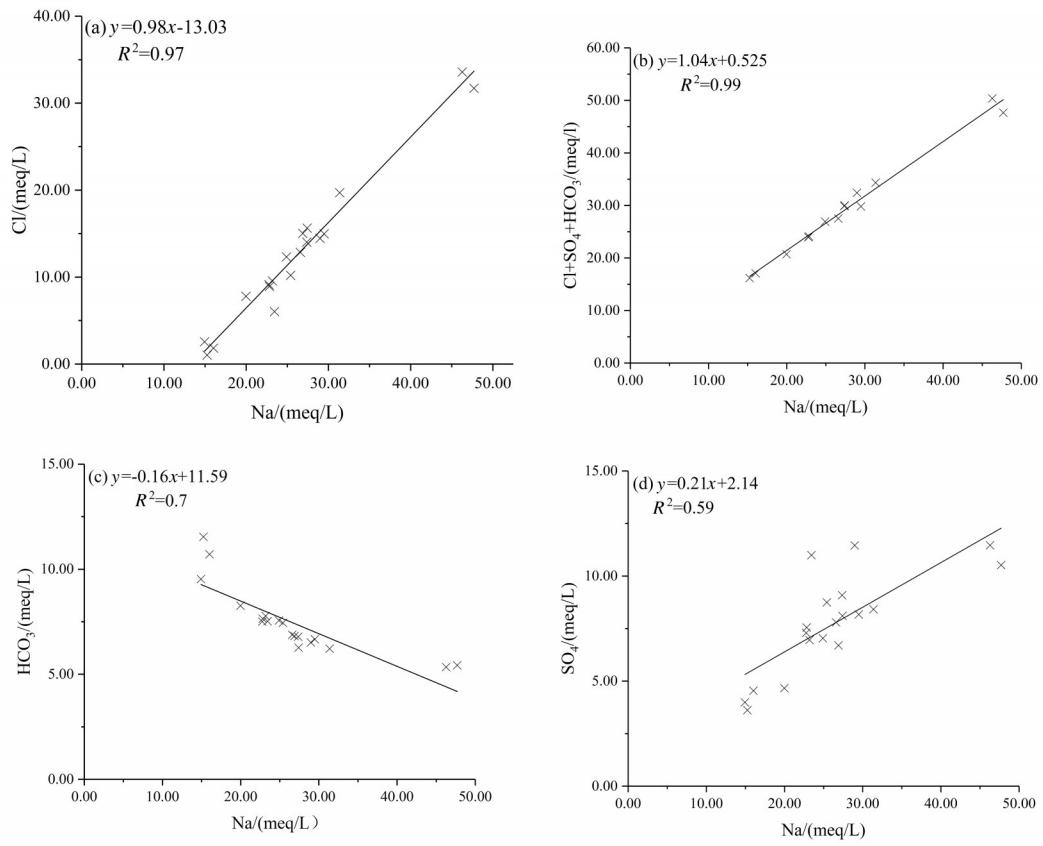 (a) y=0.98x-13.03
R²=0.97
40.00
30.00
20.00
10.00
0.00
Cl/(meq/L)
0.00 10.00 20.00 30.00 40.00 50.00
Na/(meq/L)
(b) y=1.04x+0.525
R²=0.99
60.00
50.00
40.00
30.00
20.00
10.00
0.00
Cl+SO₄+HCO₃/(meq/l)
0.00 10.00 20.00 30.00 40.00 50.00
Na/(meq/L)
(c) y=-0.16x+11.59
R²=0.7
15.00
10.00
5.00
0.00
HCO₃/(meq/L)
0.00 10.00 20.00 30.00 40.00 50.00
Na/(meq/L）
(d) y=0.21x+2.14
R²=0.59
15.00
10.00
5.00
0.00
SO₄/(meq/L)
0.00 10.00 20.00 30.00 40.00 50.00
Na/(meq/L)